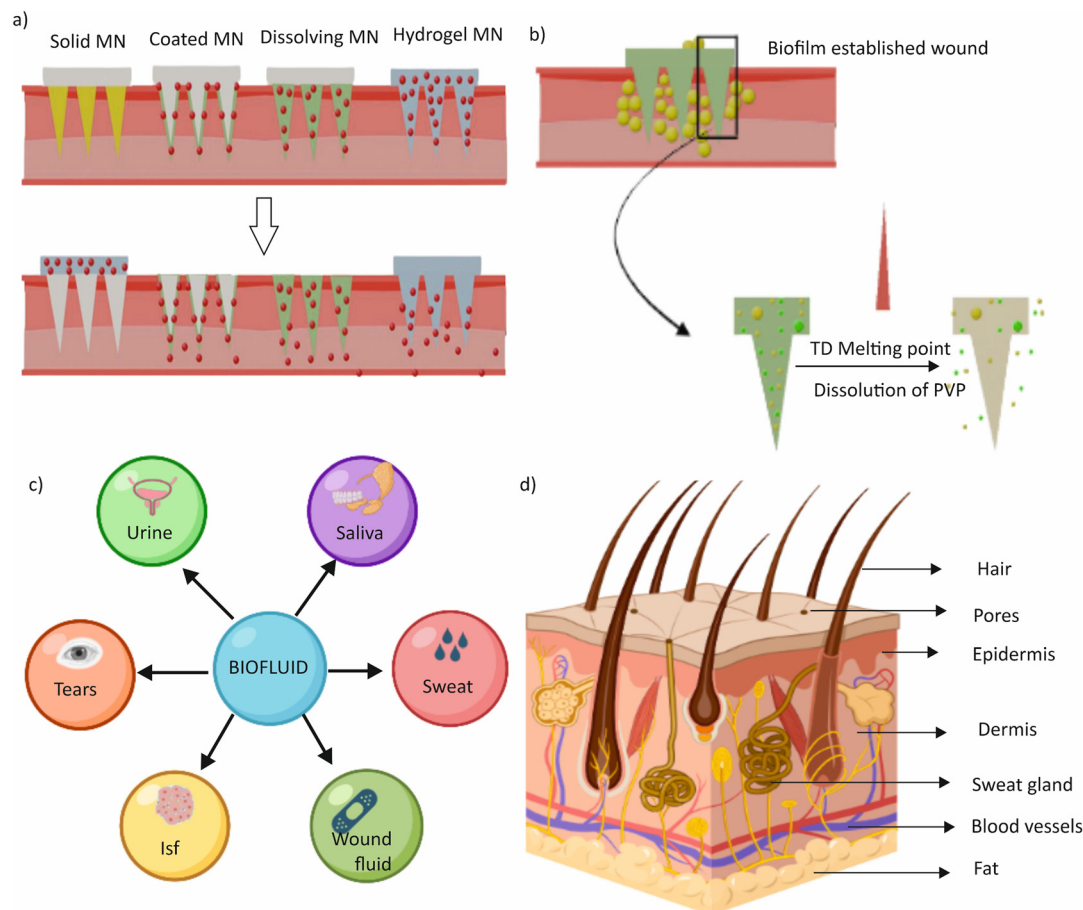 a)
Solid MN
Coated MN
Dissolving MN
Hydrogel MN
b)
Biofilm established wound
TD Melting point
Dissolution of PVP
c)
Urine
Saliva
Tears
BIOFLUID
Sweat
Isf
Wound
fluid
d)
Hair
Pores
Epidermis
Dermis
Sweat gland
Blood vessels
Fat